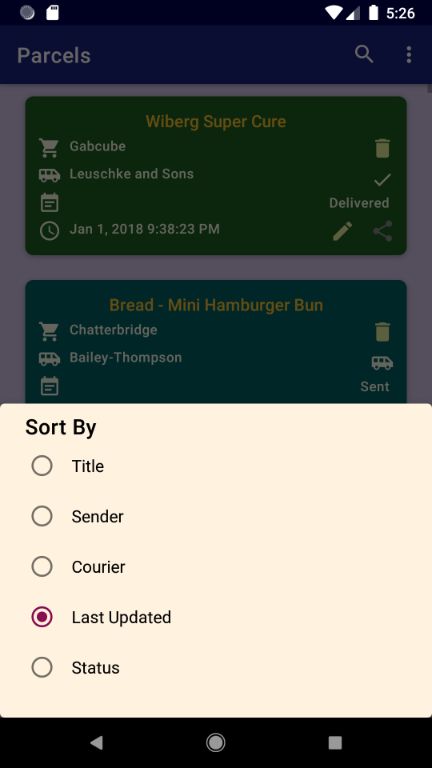 5:26
Parcels
Wiberg Super Cure
Gabcube
Leuschke and Sons
Delivered
Jan 1, 2018 9:38:23 PM
Bread - Mini Hamburger Bun
Chatterbridge
Bailey-Thompson
Sent
Sort By
Title
Sender
Courier
Last Updated
Status